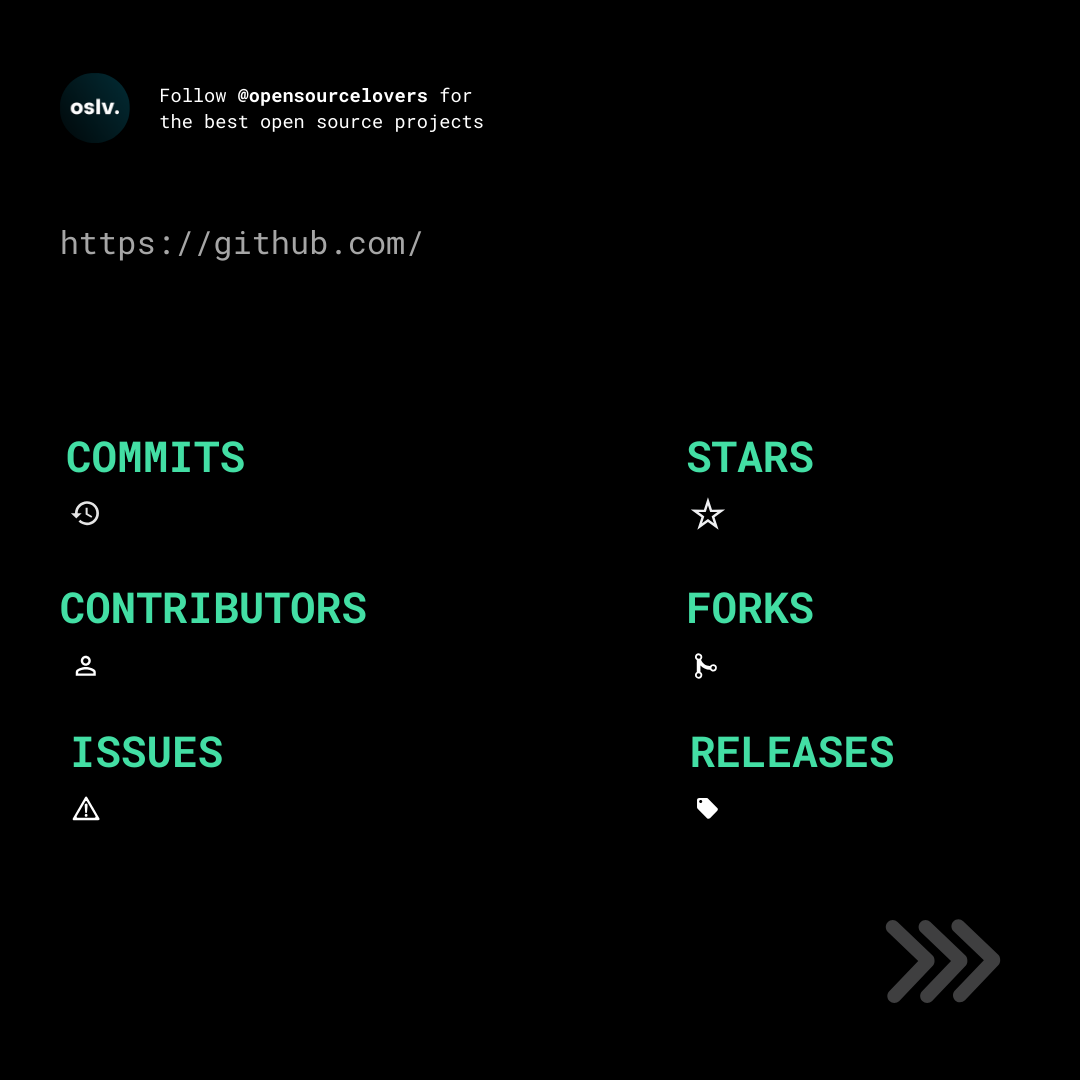 oslv.
Follow @opensourcelovers for
the best open source projects
https://github.com/
COMMITS
STARS
CONTRIBUTORS
FORKS
ISSUES
RELEASES